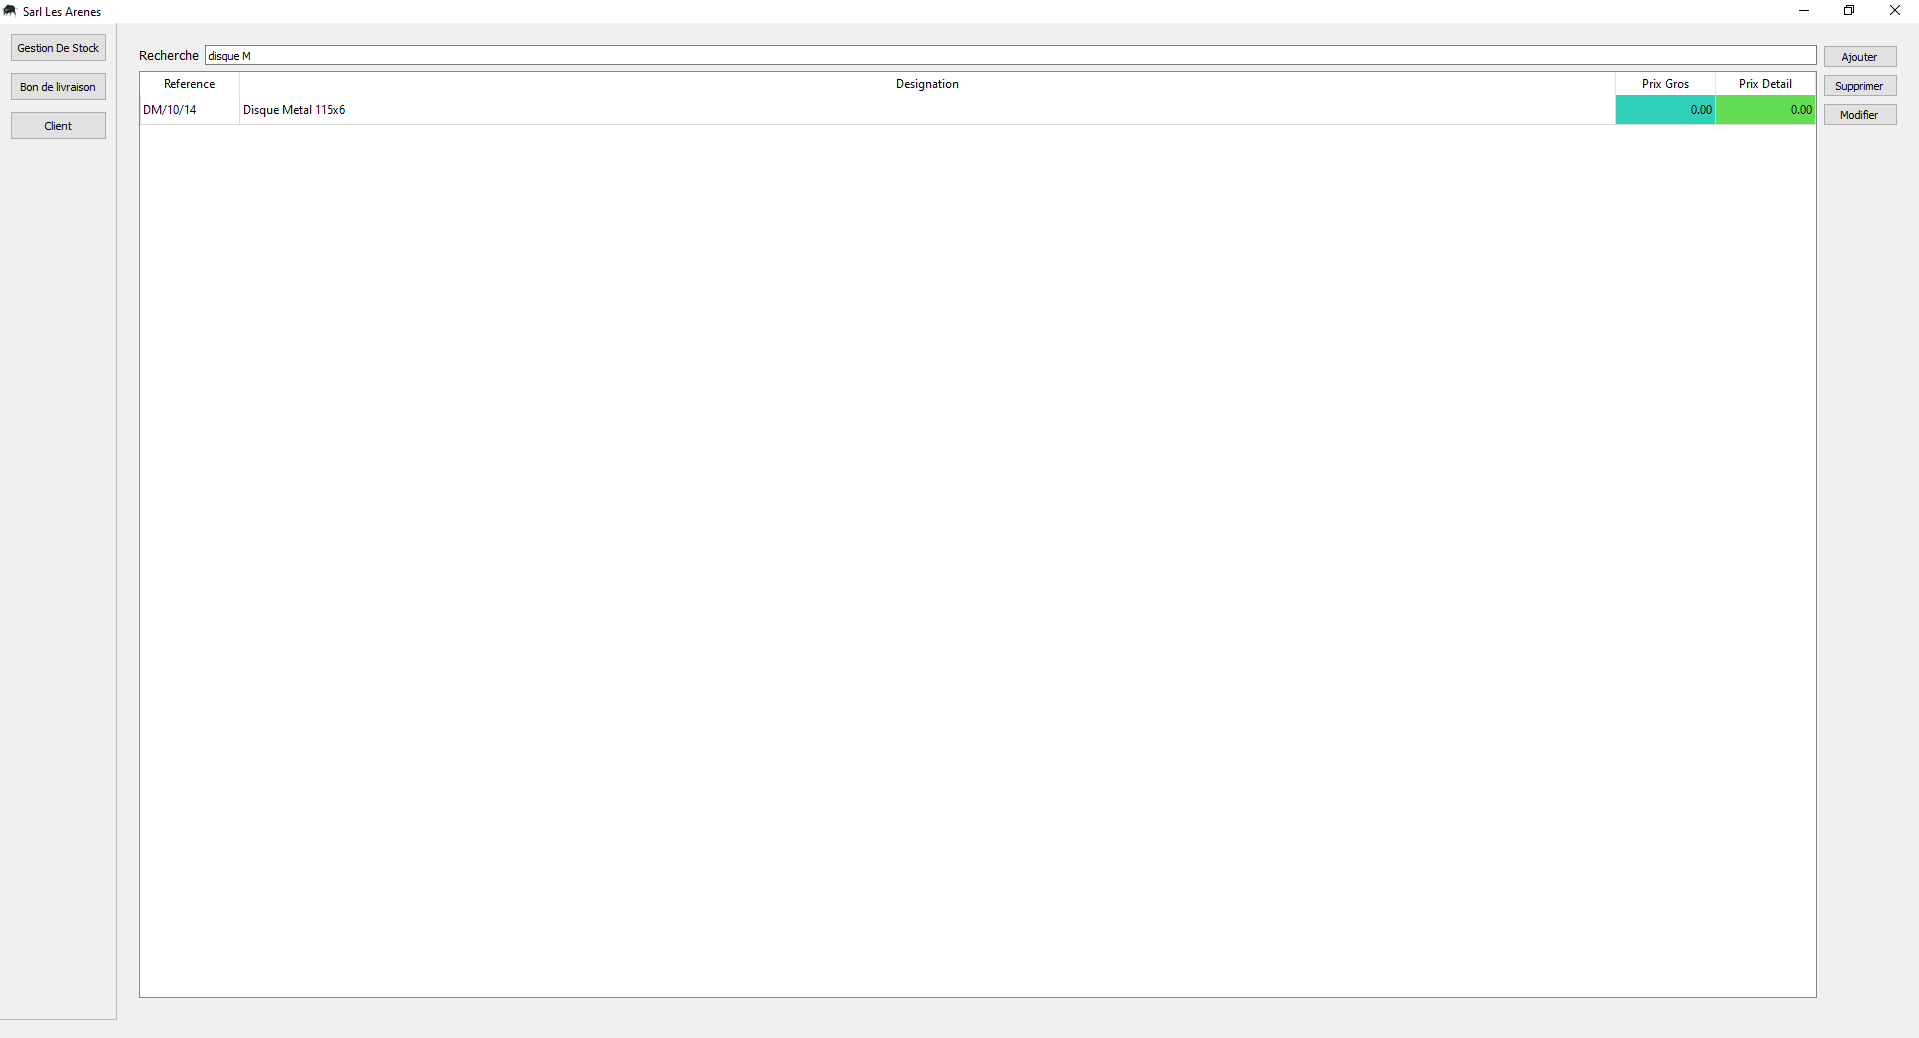 Sarl Les Arenes
Gestion De Stock
Bon de livraison
Client
Recherche disque M
Reference Designation Prix Gros Prix Detail
DM/10/14 Disque Metal 115x6 0.00 0.00
Ajouter
Supprimer
Modifier